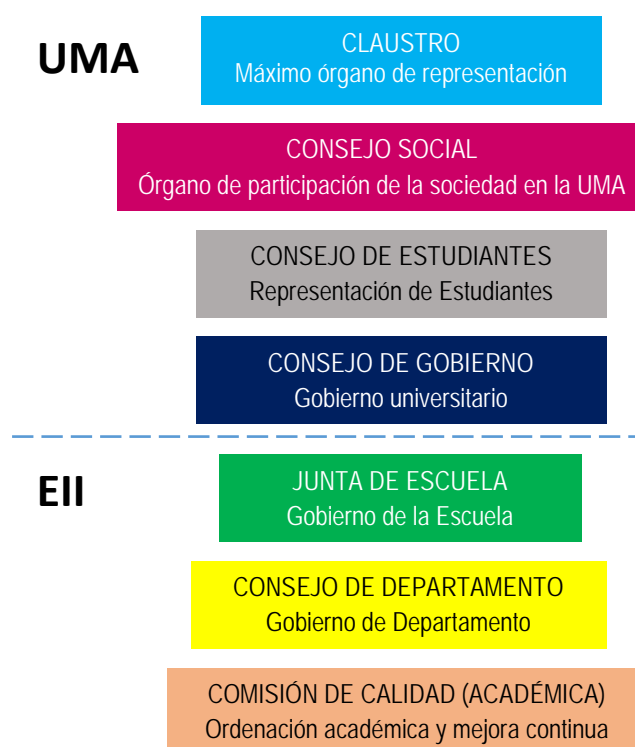 UMA
CLAUSTRO
Máximo órgano de representación
CONSEJO SOCIAL
Órgano de participación de la sociedad en la UMA
CONSEJO DE ESTUDIANTES
Representación de Estudiantes
CONSEJO DE GOBIERNO
Gobierno universitario
EII
JUNTA DE ESCUELA
Gobierno de la Escuela
CONSEJO DE DEPARTAMENTO
Gobierno de Departamento
COMISIÓN DE CALIDAD (ACADÉMICA)
Ordenación académica y mejora continua